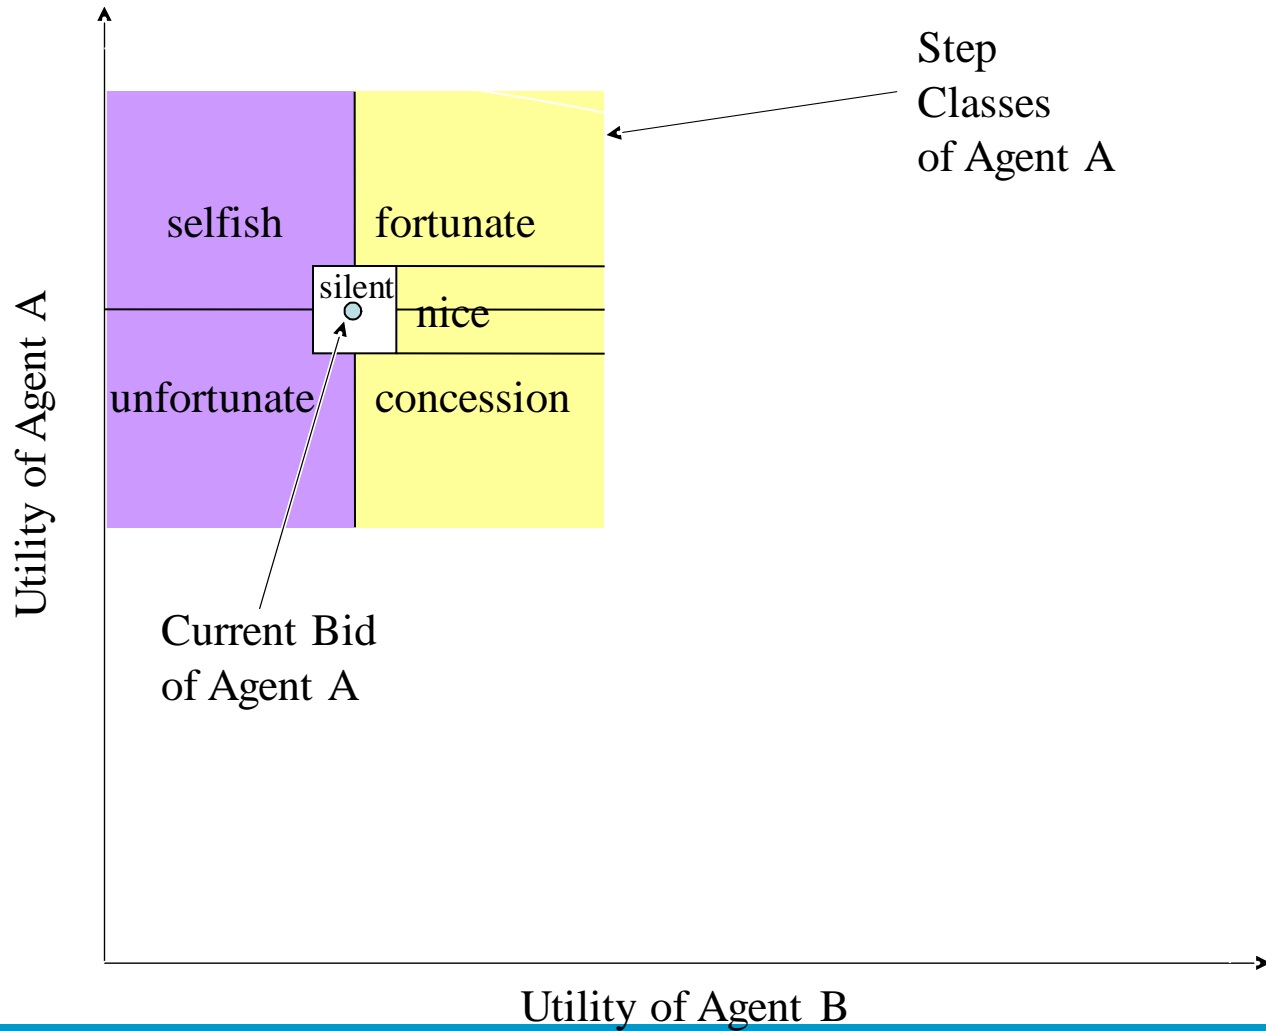 Step
Classes
of Agent A
selfish
fortunate
silent
nice
unfortunate
concession
Utility of Agent A
Current Bid
of Agent A
Utility of Agent B